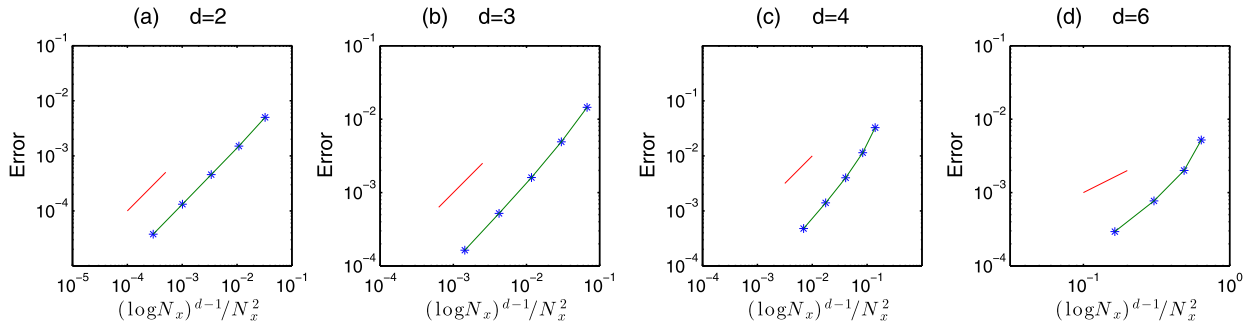 (a) d=2
(b) d=3
(c) d=4
(d) d=6
Error
10^{-1}
10^{-2}
10^{-3}
10^{-4}
10^{-5} 10^{-4} 10^{-3} 10^{-2} 10^{-1}
(log N_x)^{d-1}/N_x^2
Error
10^{-1}
10^{-2}
10^{-3}
10^{-4}
10^{-4} 10^{-3} 10^{-2} 10^{-1}
(log N_x)^{d-1}/N_x^2
Error
10^{-1}
10^{-2}
10^{-3}
10^{-4}
10^{-4} 10^{-3} 10^{-2} 10^{-1}
(log N_x)^{d-1}/N_x^2
Error
10^{-1}
10^{-2}
10^{-3}
10^{-4}
10^{-1} 10^0
(log N_x)^{d-1}/N_x^2